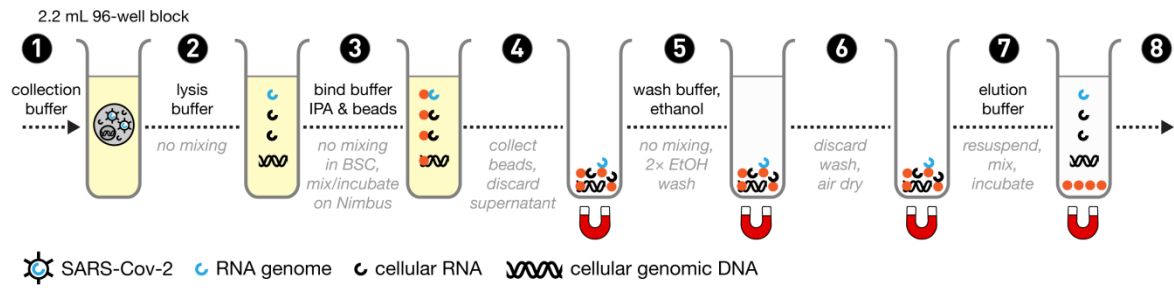 2.2 mL 96-well block
1
collection
buffer
2
lysis
buffer
no mixing
3
bind buffer
IPA & beads
no mixing
in BSC,
mix/incubate
on Nimbus
4
collect
beads,
discard
supernatant
5
wash buffer,
ethanol
no mixing,
2× EtOH
wash
6
discard
wash,
air dry
7
elution
buffer
resuspend,
mix,
incubate
8
SARS-Cov-2 RNA genome cellular RNA cellular genomic DNA